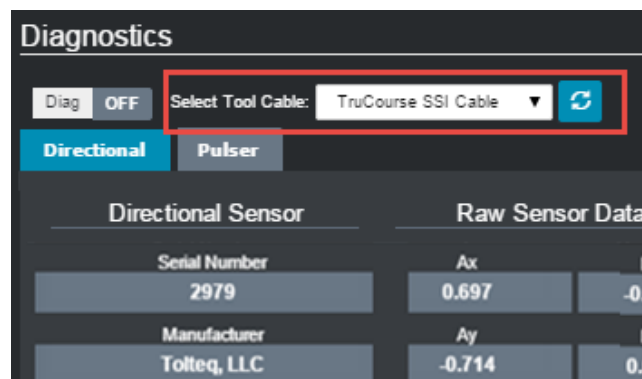 Diagnostics
Diag OFF Select Tool Cable: TruCourse SSI Cable
Directional Pulser
Directional Sensor Raw Sensor Data
Serial Number Ax
2979 0.697
Manufacturer Ay
Tolteq, LLC -0.714